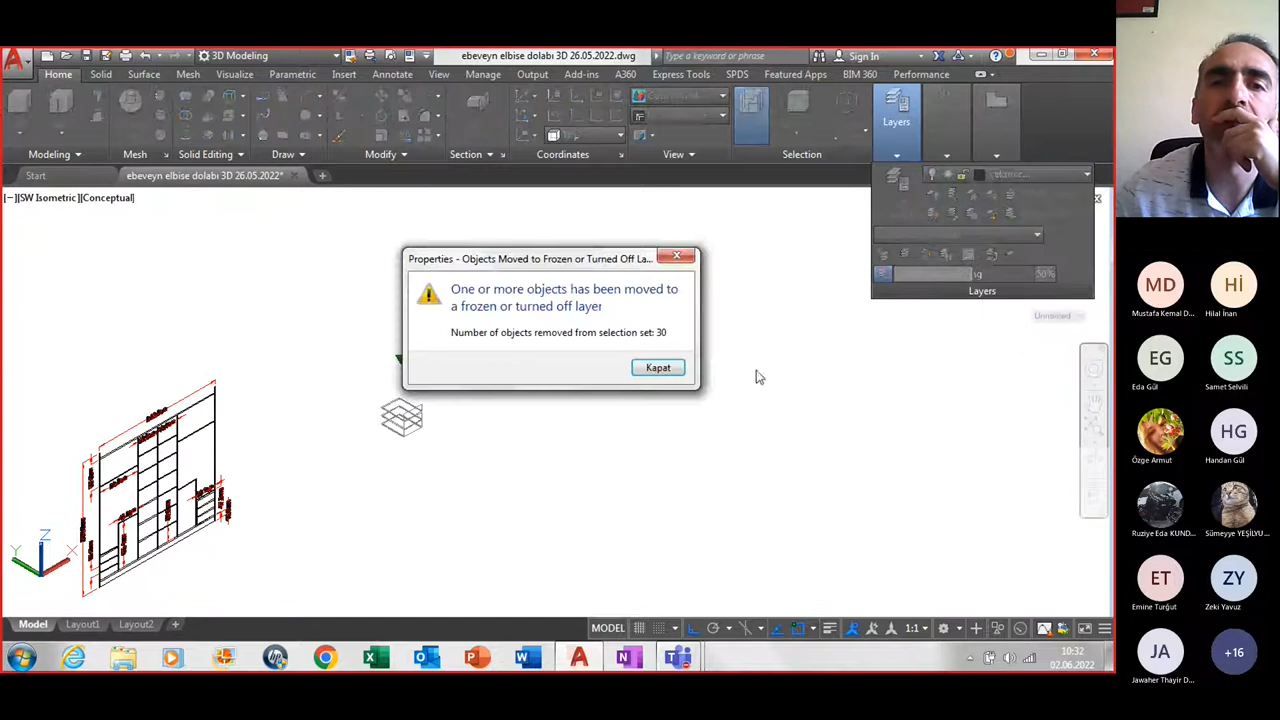 3D Modeling
ebeveyn elbise dolabı 3D 26.05.2022.dwg
Type a keyword or phrase
Sign In
Home Solid Surface Mesh Visualize Parametric Insert Annotate View Manage Output Add-ins A360 Express Tools SPDS Featured Apps BIM 360 Performance
Layers
Modeling Mesh Solid Editing Draw Modify Section Coordinates View Selection
Start ebeveyn elbise dolabı 3D 26.05.2022*
[−][SW Isometric][Conceptual]
50%
Layers
Unnamed
Properties - Objects Moved to Frozen or Turned Off La...
One or more objects has been moved to
a frozen or turned off layer
Number of objects removed from selection set: 30
Kapat
Z
Y
X
Model Layout1 Layout2
MODEL
1:1
10:32
02.06.2022
MD
Mustafa Kemal D...
Hİ
Hilal İnan
EG
Eda Gül
SS
Samet Selvili
Özge Armut
HG
Handan Gül
Ruziye Eda KUND...
Sümeyye YEŞİLYU...
ET
Emine Turğut
ZY
Zeki Yavuz
JA
Jawaher Thayir D...
+16